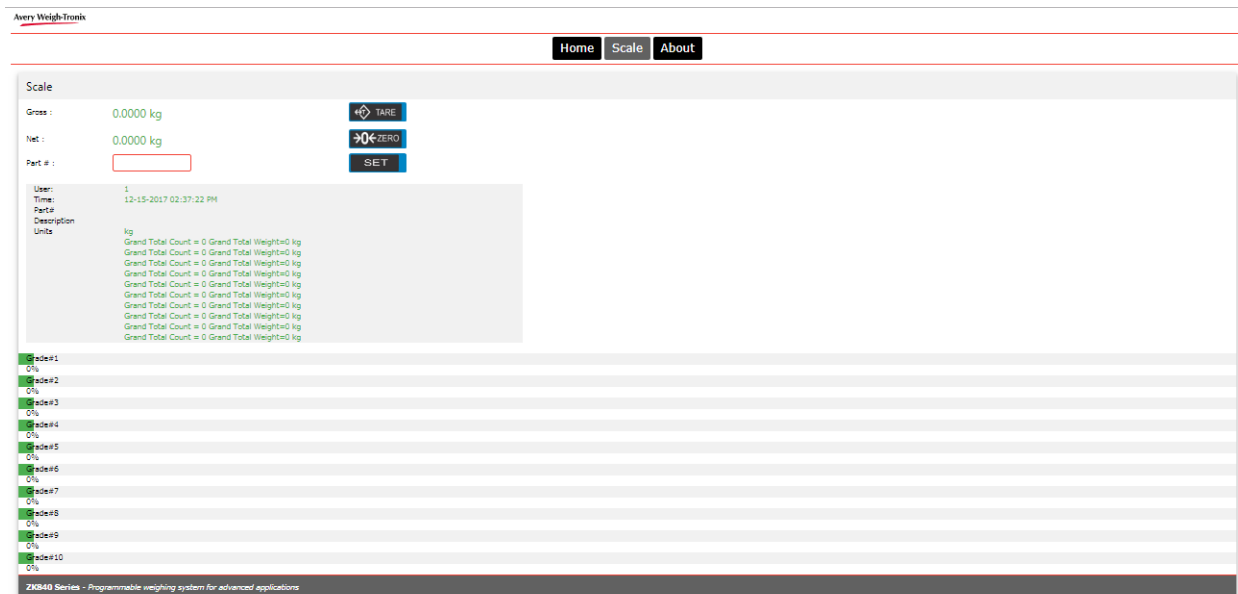 Avery Weigh-Tronix
Home Scale About
Scale
Gross : 0.0000 kg TARE
Net : 0.0000 kg →0← ZERO
Part # : SET
User: 1
Time: 12-15-2017 02:37:22 PM
Part#
Description
Units kg
Grand Total Count = 0 Grand Total Weight=0 kg
Grand Total Count = 0 Grand Total Weight=0 kg
Grand Total Count = 0 Grand Total Weight=0 kg
Grand Total Count = 0 Grand Total Weight=0 kg
Grand Total Count = 0 Grand Total Weight=0 kg
Grand Total Count = 0 Grand Total Weight=0 kg
Grand Total Count = 0 Grand Total Weight=0 kg
Grand Total Count = 0 Grand Total Weight=0 kg
Grand Total Count = 0 Grand Total Weight=0 kg
Grand Total Count = 0 Grand Total Weight=0 kg
Grade#1
0%
Grade#2
0%
Grade#3
0%
Grade#4
0%
Grade#5
0%
Grade#6
0%
Grade#7
0%
Grade#8
0%
Grade#9
0%
Grade#10
0%
ZK840 Series - Programmable weighing system for advanced applications